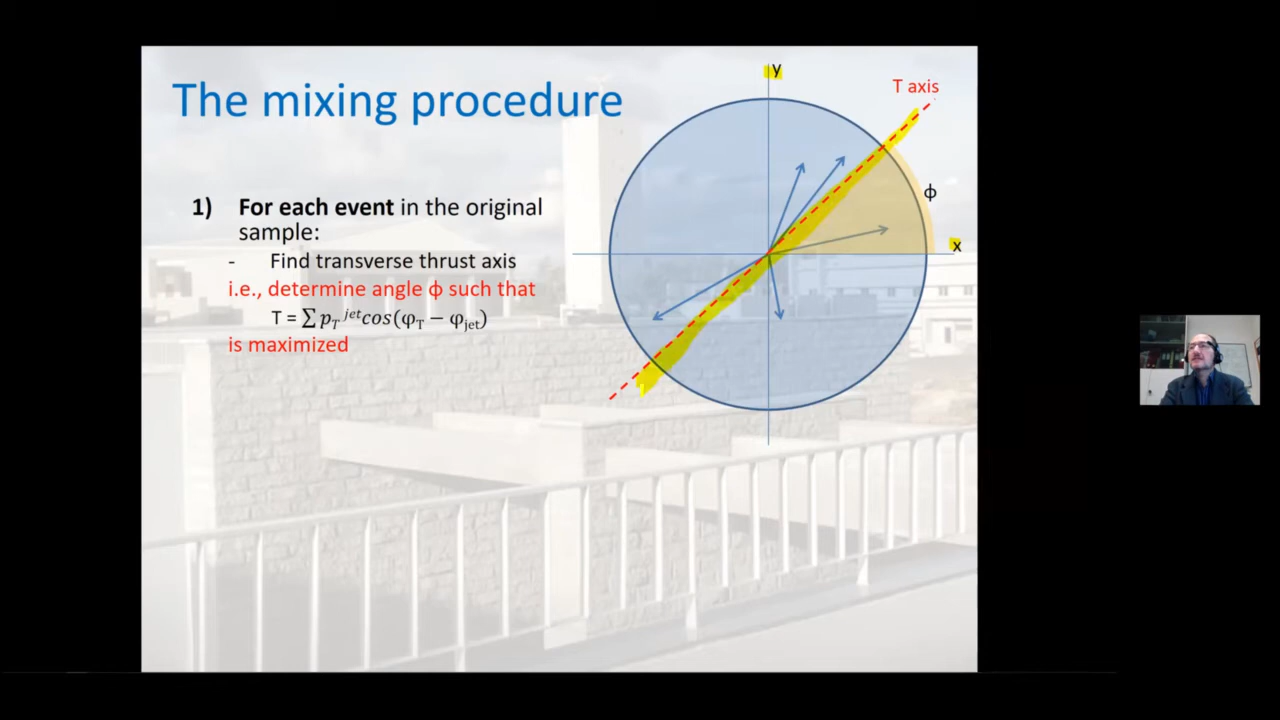 The mixing procedure
1) For each event in the original
sample:
- Find transverse thrust axis
i.e., determine angle ϕ such that
T = ∑ p_T^jet cos(φ_T − φ_jet)
is maximized
y
T axis
ϕ
x